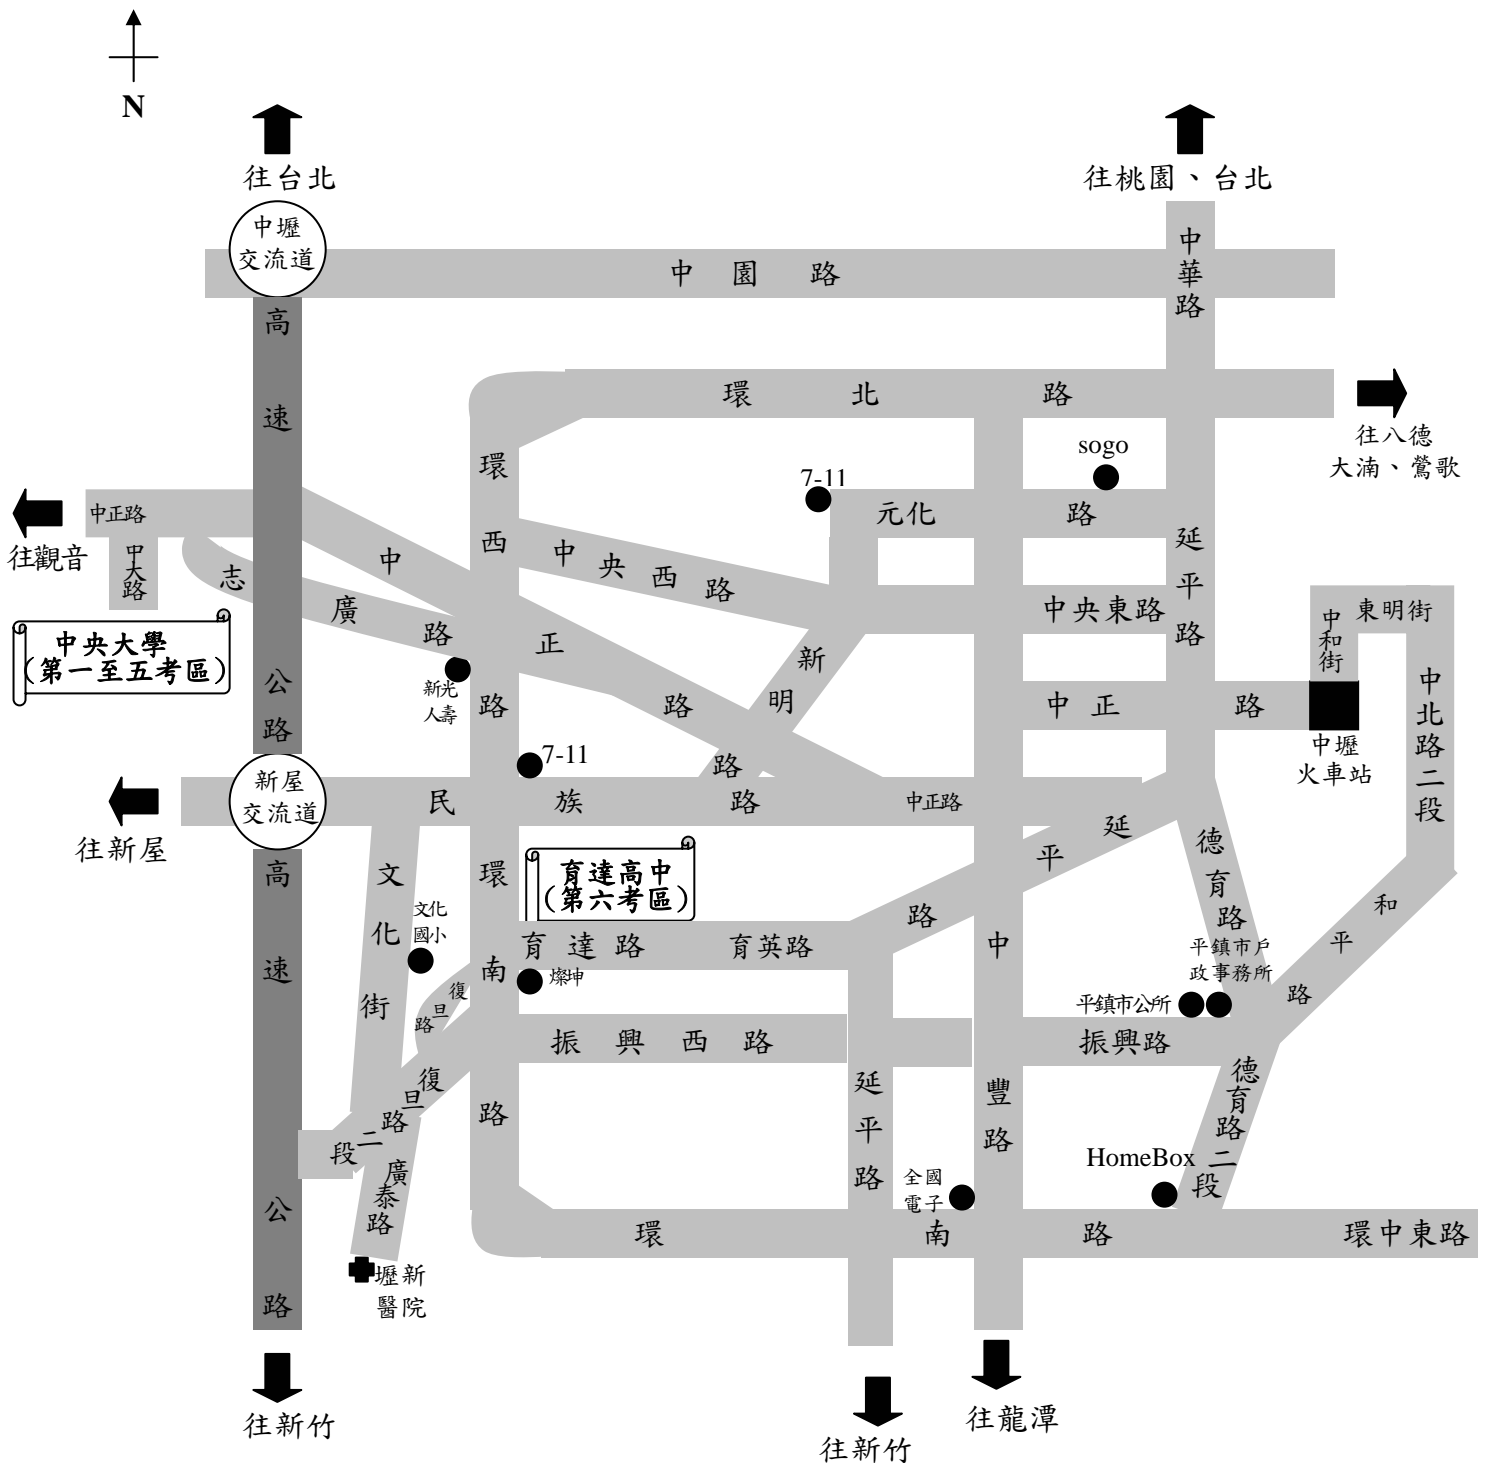 N
往台北
往桃園、台北
中壢
交流道
中園路
中華路
高速公路
環北路
往八德
大湳、鶯歌
sogo
7-11
元化路
環西路
中正路
往觀音
中大路
志廣路
中正路
中央西路
延平路
中央東路
中和街
東明街
中央大學
(第一至五考區)
新光
人壽
新明路
中正路
中壢
火車站
中北路二段
7-11
新屋
交流道
往新屋
民族路
中正路
延平路
德育路
和平路
高速公路
文化街
文化
國小
環南路
育達高中
(第六考區)
育達路
育英路
燦坤
復旦路
中豐路
平鎮市戶
政事務所
平鎮市公所
振興西路
振興路
復旦路二段
延平路
德育路二段
廣泰路
全國
電子
HomeBox
環南路
環中東路
壢新
醫院
往新竹
往新竹
往龍潭